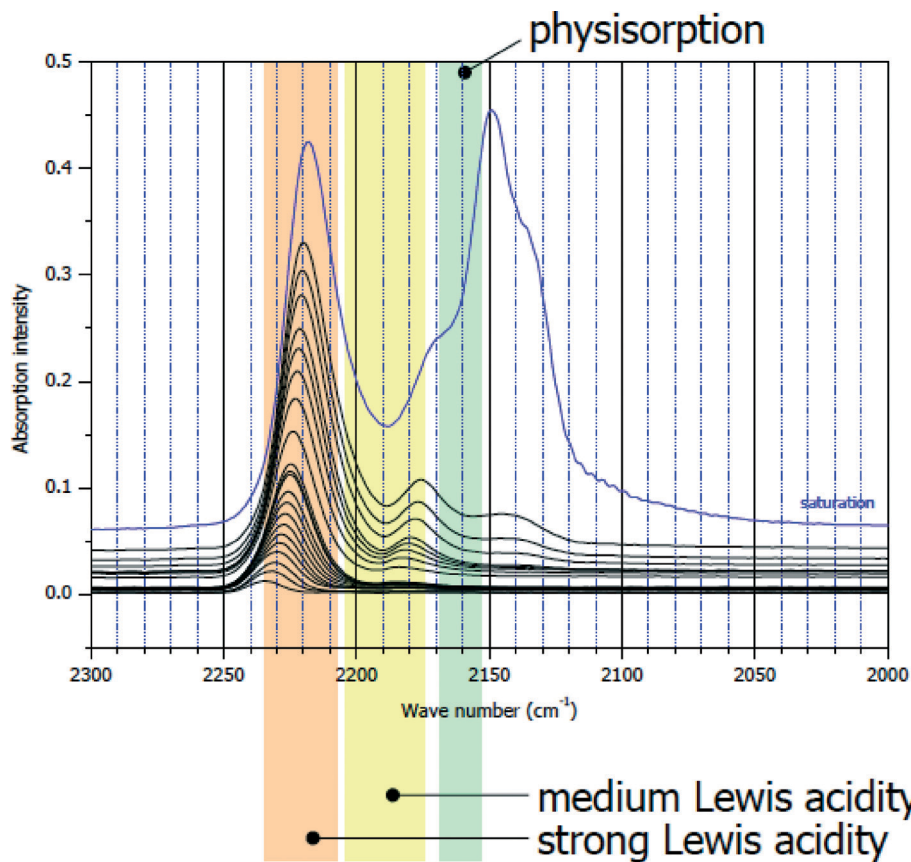 physisorption
0.5
0.4
0.3
0.2
0.1
0.0
Absorption intensity
saturation
2300 2250 2200 2150 2100 2050 2000
Wave number (cm⁻¹)
medium Lewis acidity
strong Lewis acidity